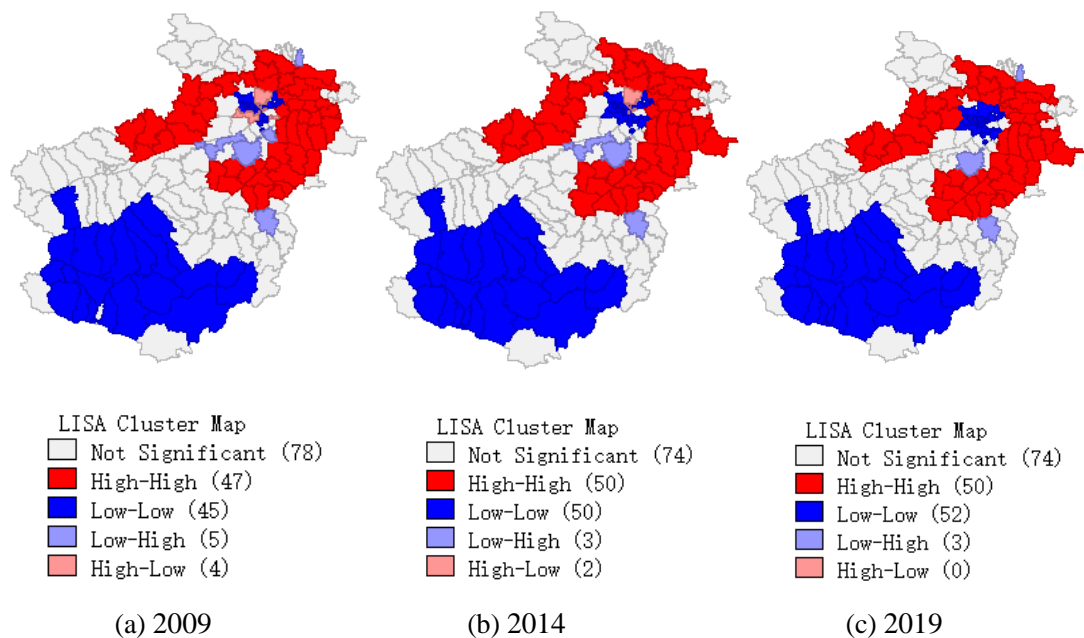 LISA Cluster Map
Not Significant (78)
High-High (47)
Low-Low (45)
Low-High (5)
High-Low (4)
(a) 2009
LISA Cluster Map
Not Significant (74)
High-High (50)
Low-Low (50)
Low-High (3)
High-Low (2)
(b) 2014
LISA Cluster Map
Not Significant (74)
High-High (50)
Low-Low (52)
Low-High (3)
High-Low (0)
(c) 2019